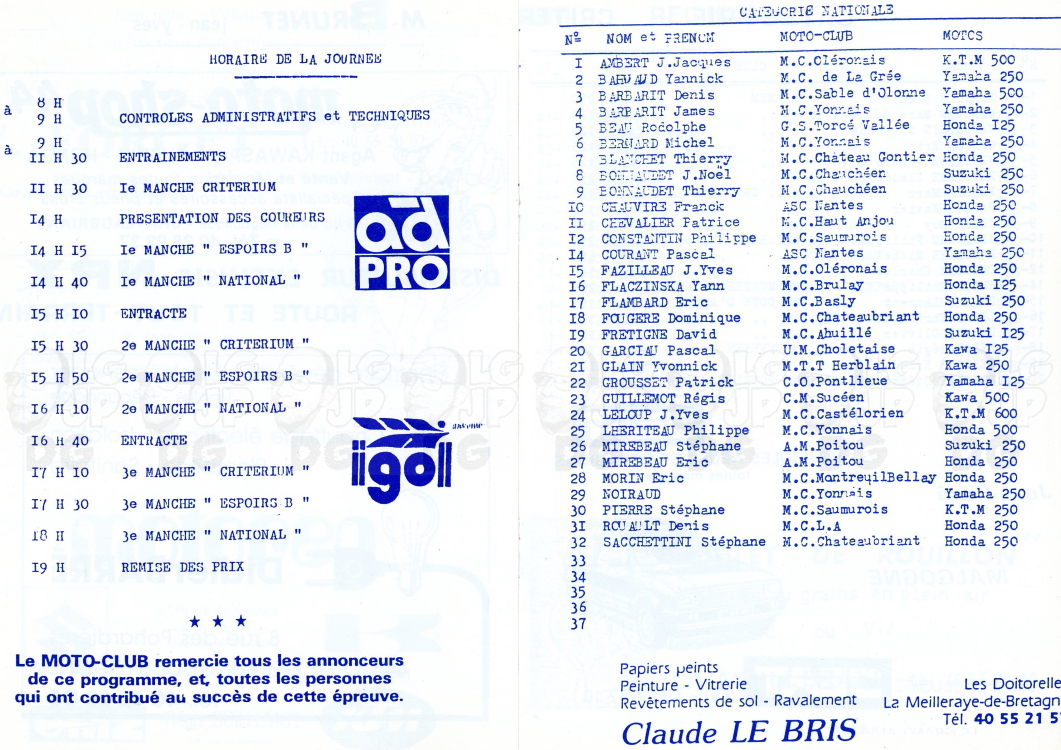 HORAIRE DE LA JOURNEE
à 8 H
9 H CONTROLES ADMINISTRATIFS et TECHNIQUES
à 9 H
II H 30 ENTRAINEMENTS
II H 30 Ie MANCHE CRITERIUM
I4 H PRESENTATION DES COUREURS
I4 H I5 Ie MANCHE " ESPOIRS B "
I4 H 40 Ie MANCHE " NATIONAL "
I5 H IO ENTRACTE
I5 H 30 2e MANCHE " CRITERIUM "
I5 H 50 2e MANCHE " ESPOIRS B "
I6 H 10 2e MANCHE " NATIONAL "
I6 H 40 ENTRACTE
I7 H IO 3e MANCHE " CRITERIUM "
I7 H 30 3e MANCHE " ESPOIRS B "
I8 H 3e MANCHE " NATIONAL "
I9 H REMISE DES PRIX
ad
PRO
igol
★ ★ ★
Le MOTO-CLUB remercie tous les annonceurs
de ce programme, et, toutes les personnes
qui ont contribué au succès de cette épreuve.
CATEGORIE NATIONALE
Nº NOM et PRENOM MOTO-CLUB MOTOS
I AMBERT J.Jacques M.C.Oléronais K.T.M 500
2 Yannick M.C. de La Grée Yamaha 250
3 BARBARIT Denis M.C.Sable d'Olonne Yamaha 500
4 BARBARIT James M.C.Yonnais Yamaha 250
5 BEAU Rodolphe G.S.Torcé Vallée Honda I25
6 BERNARD Michel M.C.Yonnais Yamaha 250
7 BLANCHET Thierry M.C.Château Gontier Honda 250
8 BONNAUDET J.Noël M.C.Chauchéen Suzuki 250
9 BONNAUDET Thierry M.C.Chauchéen Suzuki 250
IO CHAUVIRE Franck ASC Nantes Honda 250
II CHEVALIER Patrice M.C.Haut Anjou Honda 250
I2 CONSTANTIN Philippe M.C.Saumurois Honda 250
I4 COURANT Pascal ASC Nantes Yamaha 250
I5 FAZILLEAU J.Yves M.C.Oléronais Honda 250
I6 FLACZINSKA Yann M.C.Brulay Honda I25
I7 FLAMBARD Eric M.C.Basly Suzuki 250
I8 FOUGERE Dominique M.C.Chateaubriant Honda 250
I9 FRETIGNE David M.C.Ahuillé Suzuki I25
20 GARCIAU Pascal U.M.Choletaise Kawa I25
2I GLAIN Yvonnick M.T.T Herblain Kawa 250
22 GROUSSET Patrick C.O.Pontlieue Yamaha I25
23 GUILLEMOT Régis C.M.Sucéen Kawa 500
24 LELOUP J.Yves M.C.Castélorien K.T.M 600
25 LHERITEAU Philippe M.C.Yonnais Honda 500
26 MIREBEAU Stéphane A.M.Poitou Suzuki 250
27 MIREBEAU Eric A.M.Poitou Honda 250
28 MORIN Eric M.C.MontreuilBellay Honda 250
29 NOIRAUD M.C.Yonnais Yamaha 250
30 PIERRE Stéphane M.C.Saumurois K.T.M 250
3I ROUAULT Denis M.C.L.A Honda 250
32 SACCHETTINI Stéphane M.C.Chateaubriant Honda 250
33
34
35
36
37
Papiers peints
Peinture - Vitrerie
Revêtements de sol - Ravalement
Claude LE BRIS
Les Doitorelle
La Meilleraye-de-Bretagn
Tél. 40 55 21 5